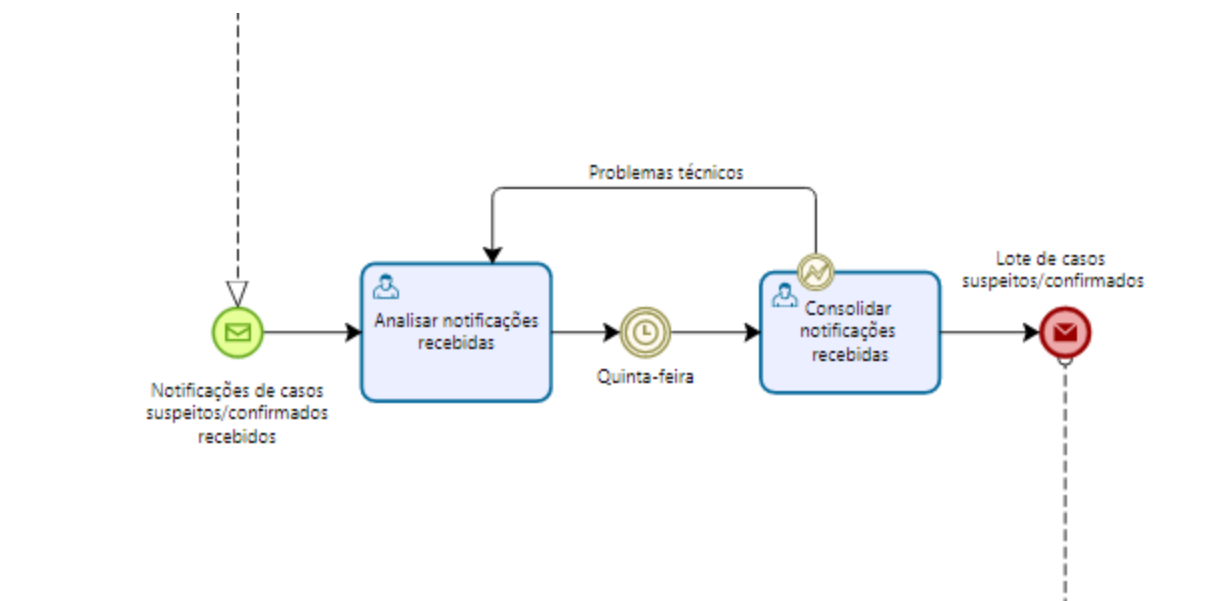 Problemas técnicos
Lote de casos
suspeitos/confirmados
Analisar notificações
recebidas
Consolidar
notificações
recebidas
Quinta-feira
Notificações de casos
suspeitos/confirmados
recebidos